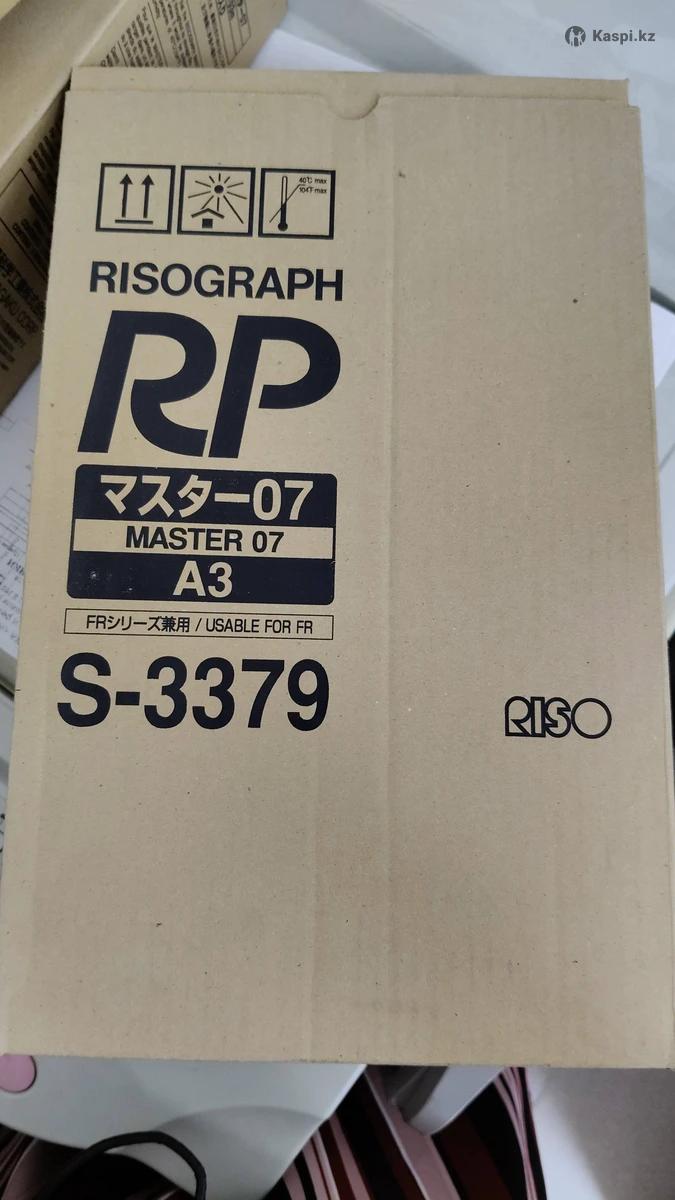 Kaspi.kz
40℃ max
104℉ max
RISOGRAPH
RP
マスター07
MASTER 07
A3
FRシリーズ兼用 / USABLE FOR FR
S-3379
RISO